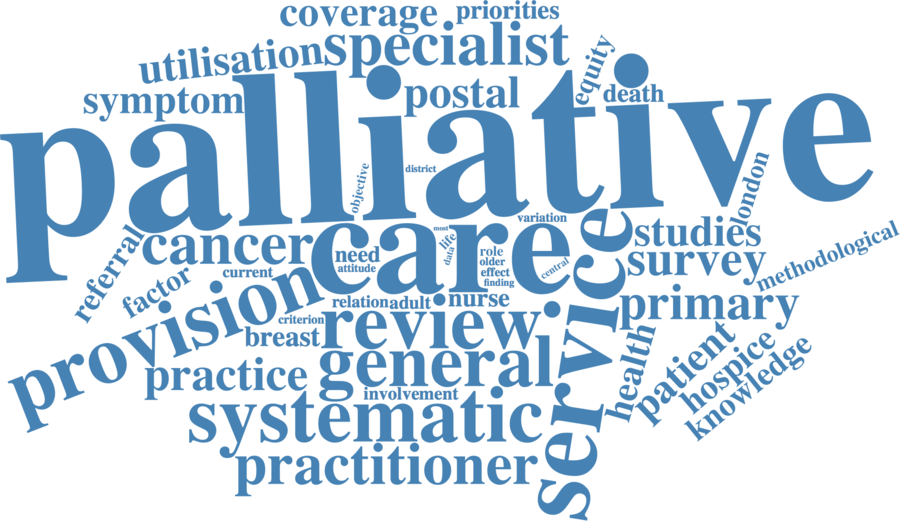 coverage
priorities
utilisation
specialist
equity
symptom
postal
death
palliative
objective
district
london
variation
referral
cancer
care
need
attitude
most
life
data
role
older
effect
finding
central
studies
survey
methodological
factor
current
provision
relation
adult
nurse
service
primary
criterion
breast
review
health
patient
hospice
knowledge
practice
general
involvement
systematic
practitioner